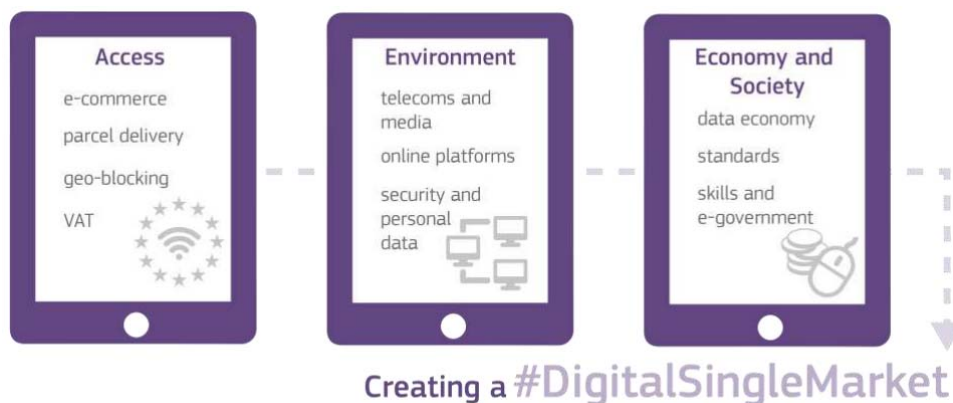 Access
e-commerce
parcel delivery
geo-blocking
VAT
Environment
telecoms and
media
online platforms
security and
personal
data
Economy and
Society
data economy
standards
skills and
e-government
Creating a #DigitalSingleMarket